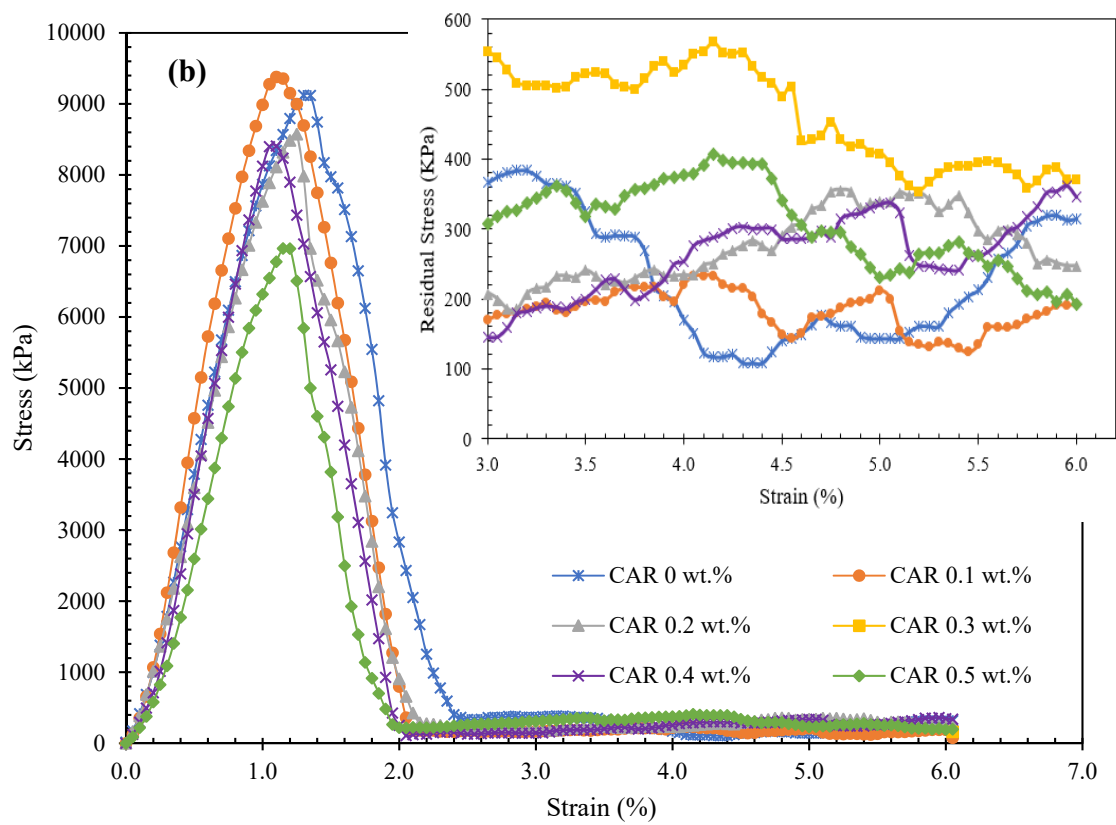 (b)
Stress (kPa)
10000
9000
8000
7000
6000
5000
4000
3000
2000
1000
0
0.0 1.0 2.0 3.0 4.0 5.0 6.0 7.0
Strain (%)
Residual Stress (KPa)
600
500
400
300
200
100
0
3.0 3.5 4.0 4.5 5.0 5.5 6.0
Strain (%)
CAR 0 wt.% CAR 0.1 wt.%
CAR 0.2 wt.% CAR 0.3 wt.%
CAR 0.4 wt.% CAR 0.5 wt.%